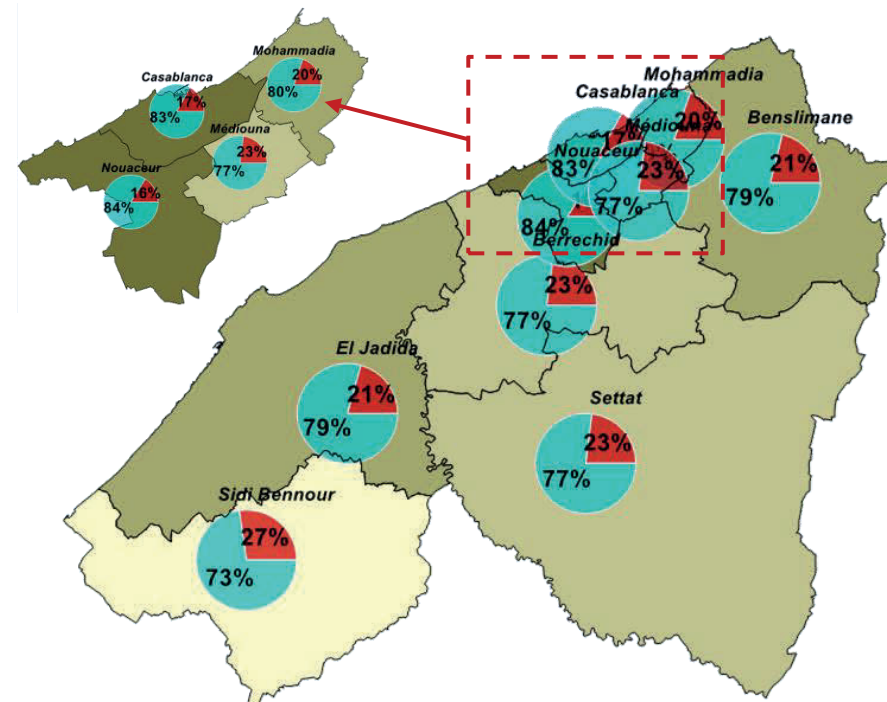 Mohammadia
20%
80%
Casablanca
17%
83%
Médiouna
23%
77%
Nouaceur
16%
84%
Mohammadia
20%
Casablanca
17%
83%
Médiouna
23%
77%
Nouaceur
84%
Benslimane
21%
79%
Berrechid
23%
77%
El Jadida
21%
79%
Settat
23%
77%
Sidi Bennour
27%
73%